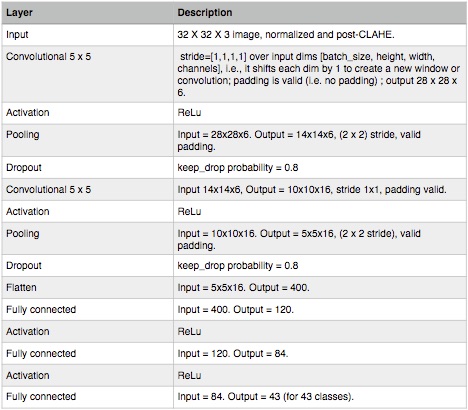 Layer Description
Input 32 X 32 X 3 image, normalized and post-CLAHE.
Convolutional 5 x 5 stride=[1,1,1,1] over input dims [batch_size, height, width,
channels], i.e., it shifts each dim by 1 to create a new window or
convolution; padding is valid (i.e. no padding) ; output 28 x 28 x
6.
Activation ReLu
Pooling Input = 28x28x6. Output = 14x14x6, (2 x 2) stride, valid
padding.
Dropout keep_drop probability = 0.8
Convolutional 5 x 5 Input 14x14x6, Output = 10x10x16, stride 1x1, padding valid.
Activation ReLu
Pooling Input = 10x10x16. Output = 5x5x16, (2 x 2 stride), valid
padding.
Dropout keep_drop probability = 0.8
Flatten Input = 5x5x16. Output = 400.
Fully connected Input = 400. Output = 120.
Activation ReLu
Fully connected Input = 120. Output = 84.
Activation ReLu
Fully connected Input = 84. Output = 43 (for 43 classes).